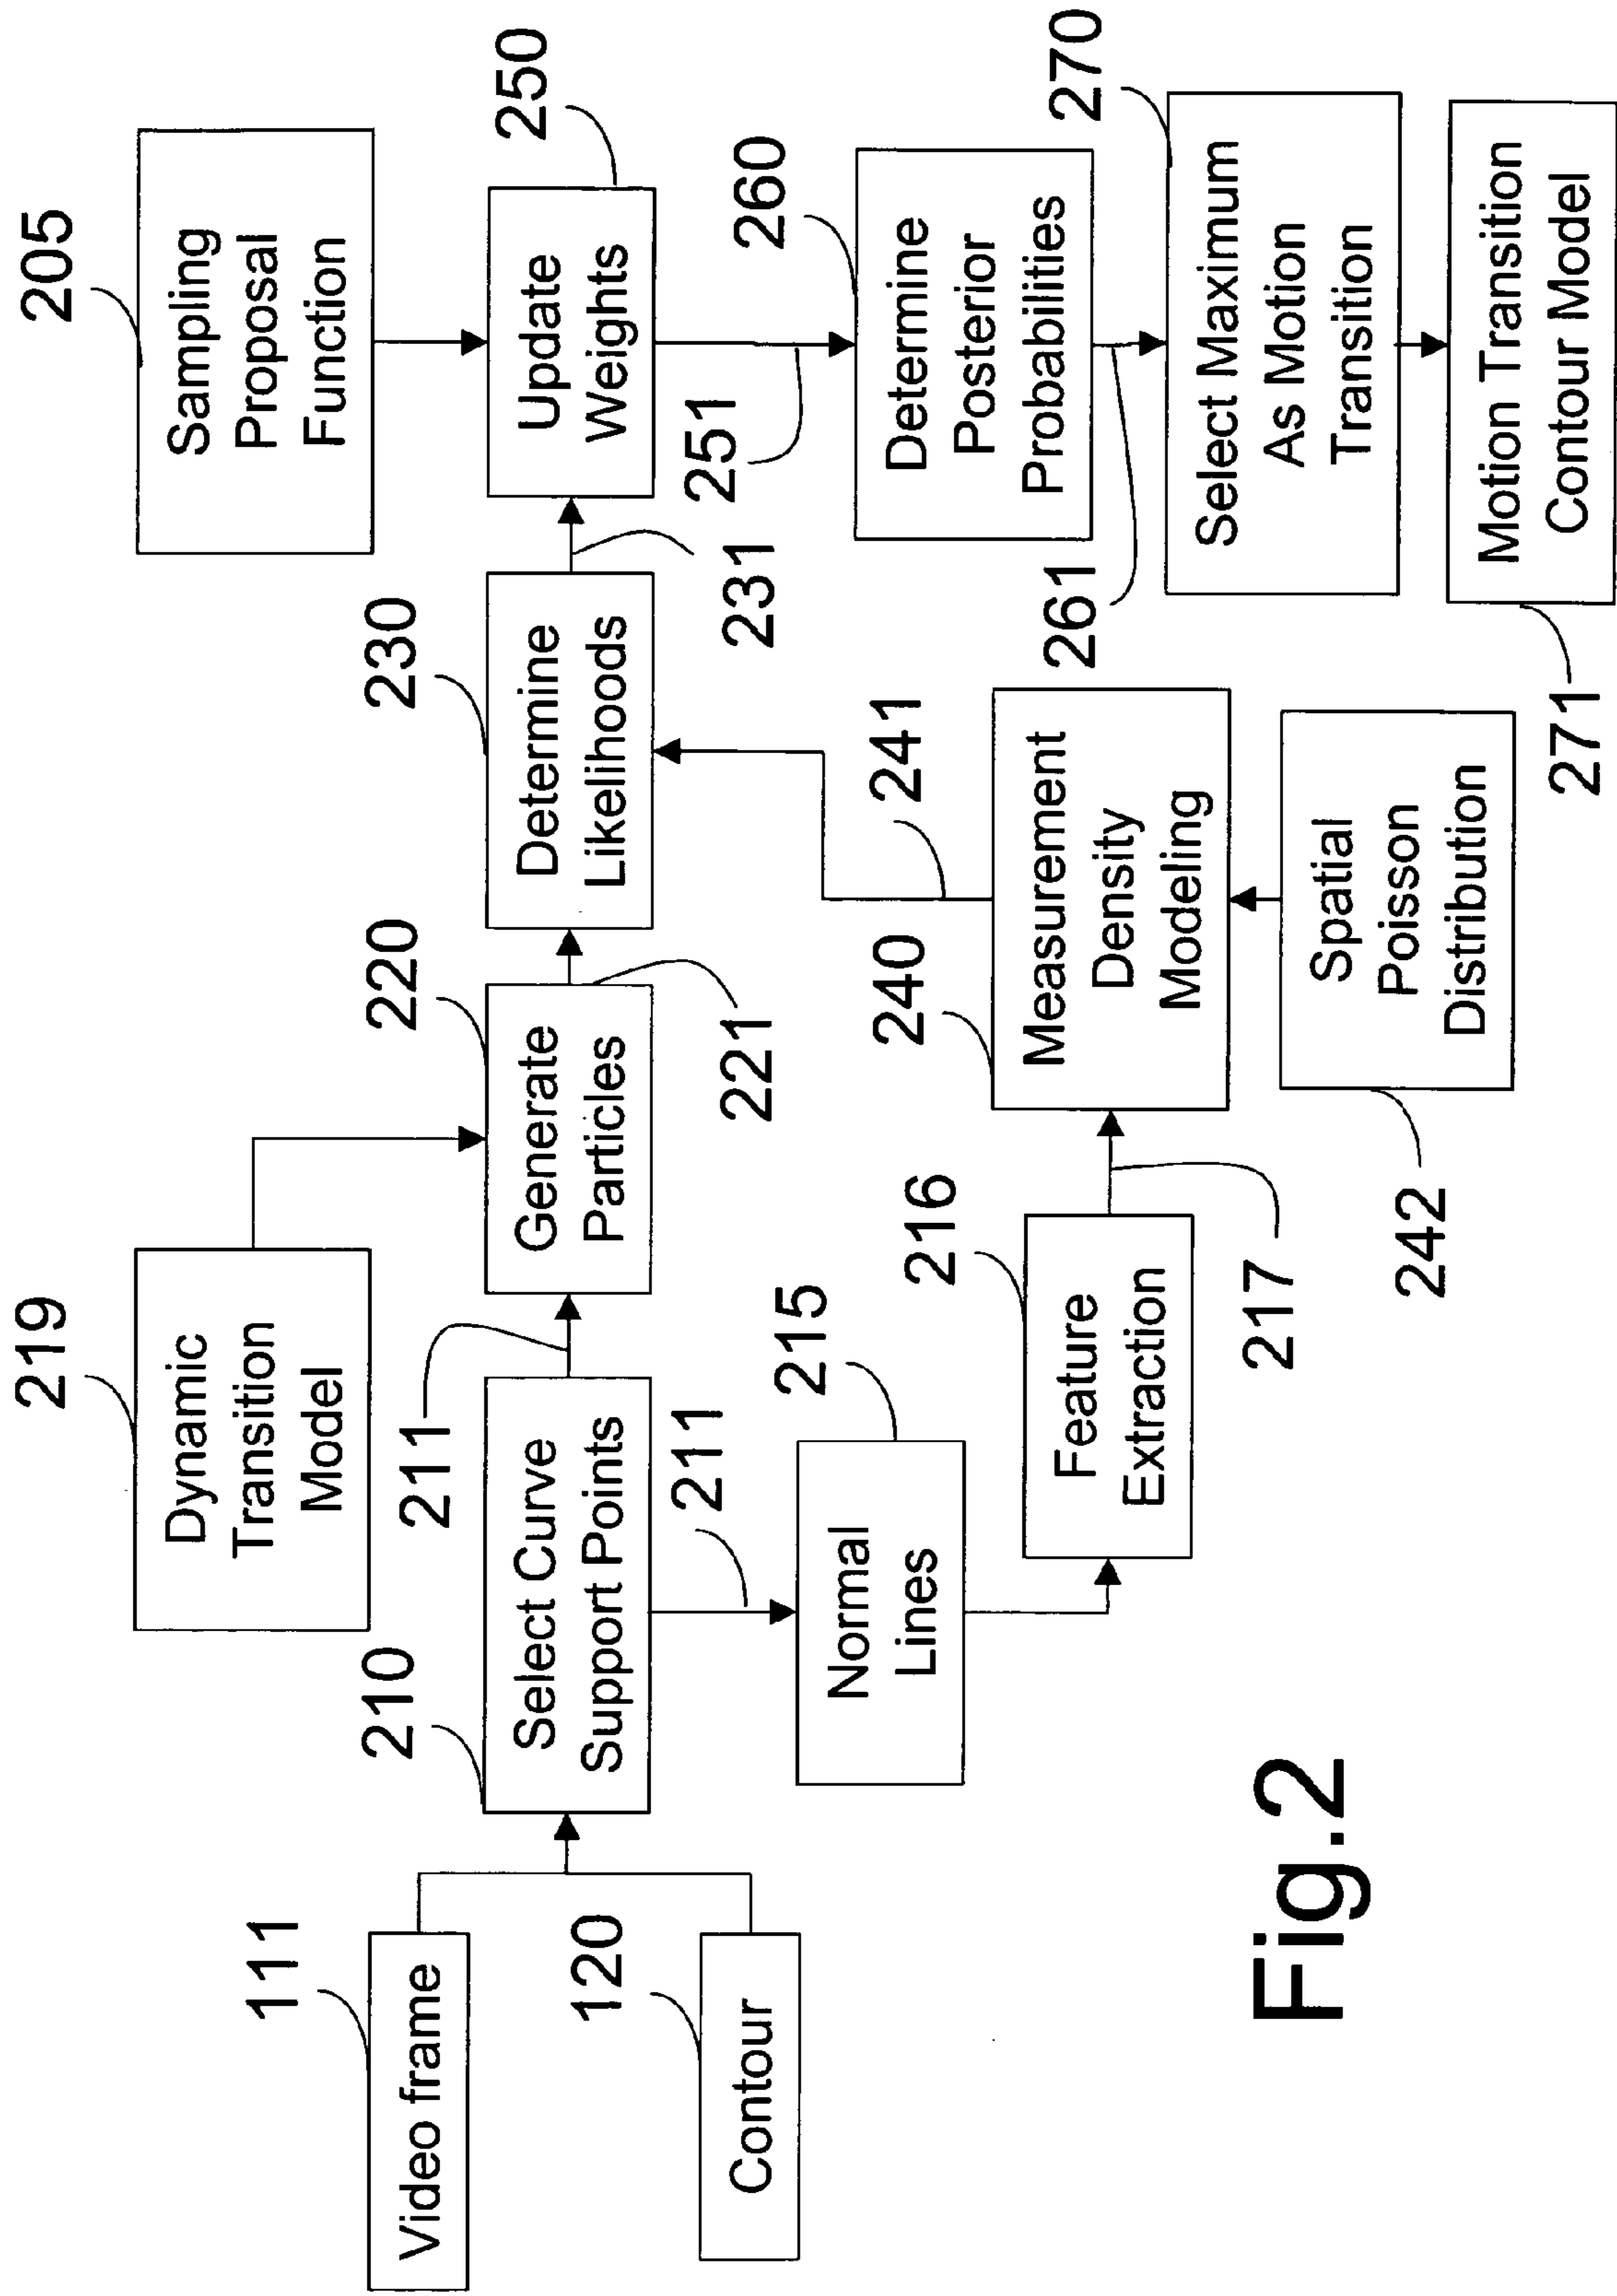 205
Sampling
Proposal
Function
219
Dynamic
Transition
Model
111
Video frame
120
Contour
210
Select Curve
Support Points
211
211
220
Generate
Particles
221
230
Determine
Likelihoods
231
250
Update
Weights
251
215
Normal
Lines
216
Feature
Extraction
217
240
Measurement
Density
Modeling
241
242
Spatial
Poisson
Distribution
260
Determine
Posterior
Probabilities
261
270
Select Maximum
As Motion
Transition
271
Motion Transition
Contour Model
Fig.2